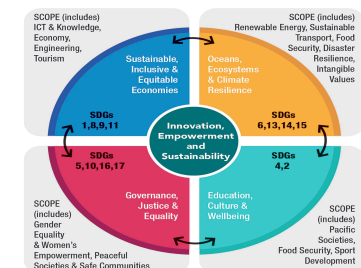 SCOPE (includes)
ICT & Knowledge,
Economy,
Engineering,
Tourism
SCOPE (includes)
Renewable Energy, Sustainable
Transport, Food
Security, Disaster
Resilience,
Intangible
Values
Sustainable,
Inclusive &
Equitable
Economies
Oceans,
Ecosystems
& Climate
Resilience
SDGs
1,8,9,11
SDGs
6,13,14,15
Innovation,
Empowerment
and
Sustainability
SDGs
5,10,16,17
SDGs
4,2
Governance,
Justice &
Equality
Education,
Culture &
Wellbeing
SCOPE
(includes)
Gender
Equality
& Women's
Empowerment, Peaceful
Societies & Safe Communities
SCOPE
(includes)
Pacific
Societies,
Food Security, Sport
Development